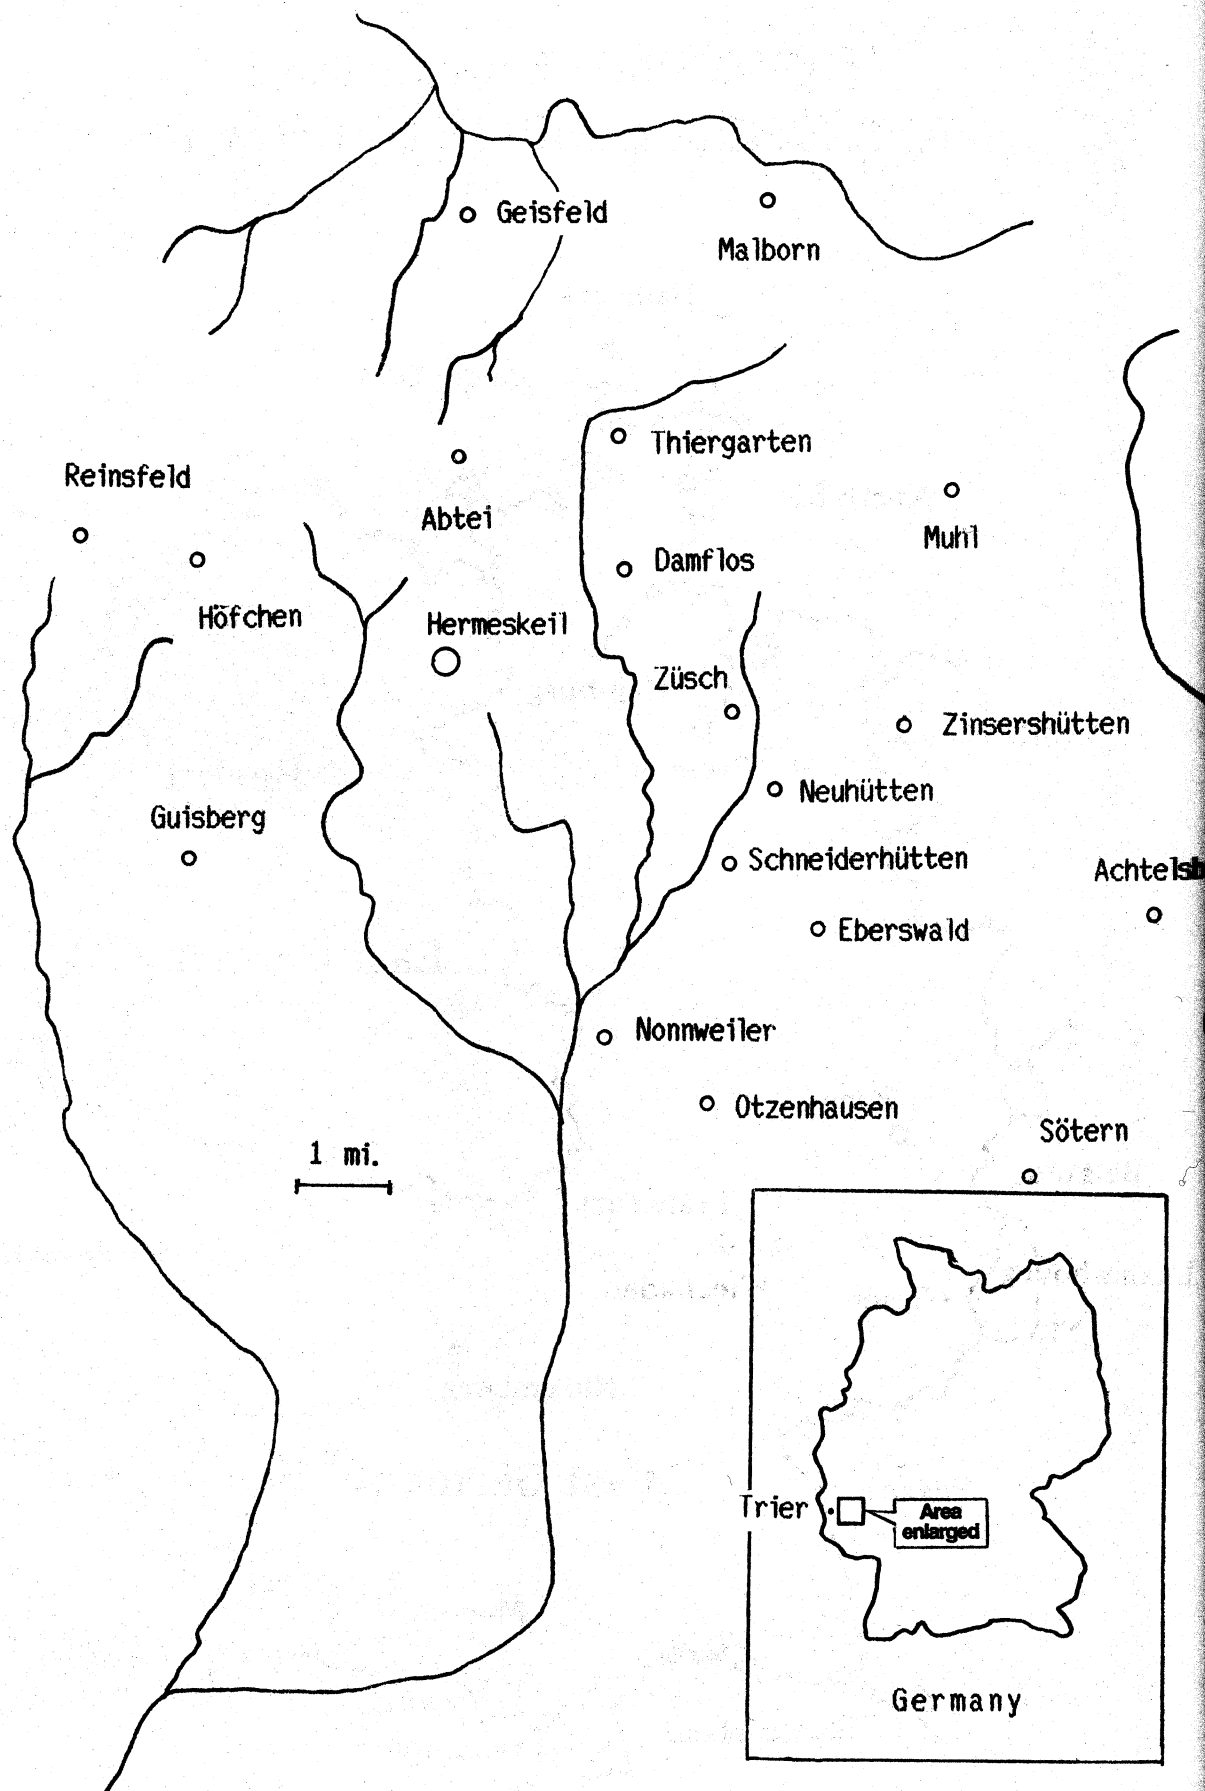 Geisfeld
Malborn
Thiergarten
Reinsfeld
Abtei
Muhl
Damflos
Höfchen
Hermeskeil
Züsch
Zinsershütten
Neuhütten
Guisberg
Schneiderhütten
Achtelsb
Eberswald
Nonnweiler
Otzenhausen
Sötern
1 mi.
Trier
Area
enlarged
Germany